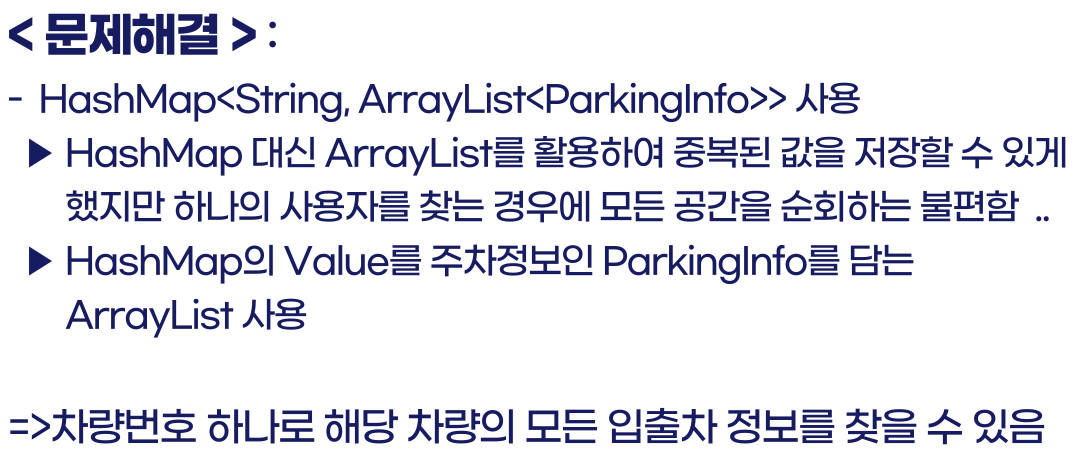 < 문제해결 > :
- HashMap<String, ArrayList<ParkingInfo>> 사용
▶ HashMap 대신 ArrayList를 활용하여 중복된 값을 저장할 수 있게
했지만 하나의 사용자를 찾는 경우에 모든 공간을 순회하는 불편함 ..
▶ HashMap의 Value를 주차정보인 ParkingInfo를 담는
ArrayList 사용
=>차량번호 하나로 해당 차량의 모든 입출차 정보를 찾을 수 있음